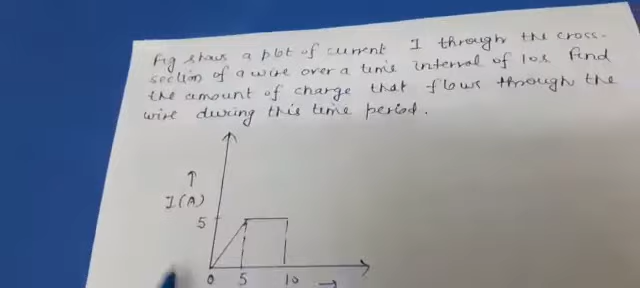 Fig shows a plot of current I through the cross-
section of a wire over a time interval of 10s Find
the amount of charge that flows through the
wire during this time period.
↑
I(A)
5
0 5 10 →